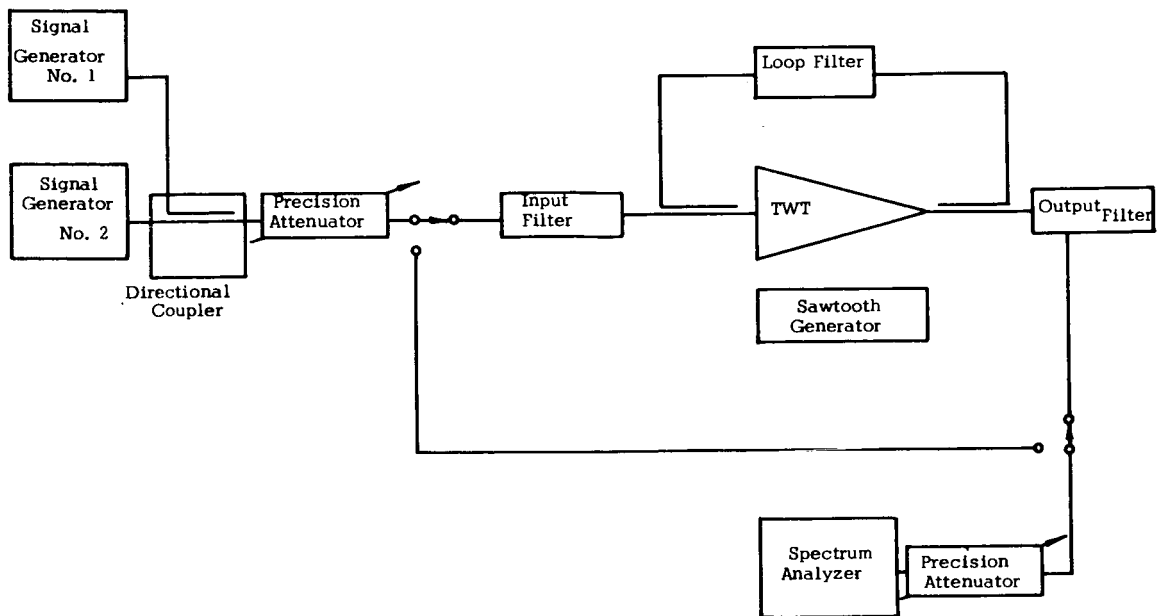 Signal
Generator
No. 1
Loop Filter
Signal
Generator
No. 2
Precision
Attenuator
Input
Filter
TWT
Output Filter
Directional
Coupler
Sawtooth
Generator
Spectrum
Analyzer
Precision
Attenuator